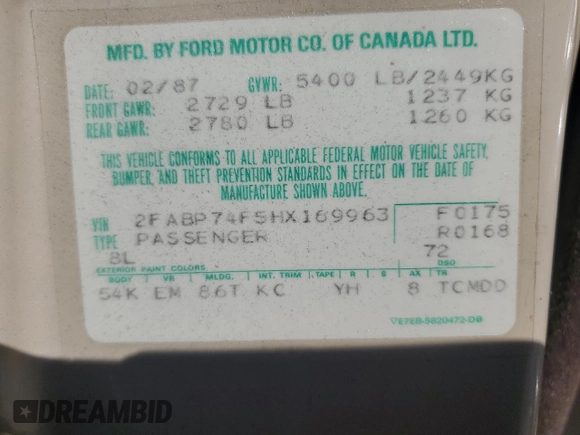 MFD. BY FORD MOTOR CO. OF CANADA LTD.
DATE: 02/87 GVWR: 5400 LB/2449KG
FRONT GAWR: 2729 LB 1237 KG
REAR GAWR: 2780 LB 1260 KG
THIS VEHICLE CONFORMS TO ALL APPLICABLE FEDERAL MOTOR VEHICLE SAFETY,
BUMPER, AND THEFT PREVENTION STANDARDS IN EFFECT ON THE DATE OF
MANUFACTURE SHOWN ABOVE.
VIN 2FABP74F5HX169963 F0175
TYPE PASSENGER R0168
8L 72
EXTERIOR PAINT COLORS DSO
BODY VR MLDG. INT. TRIM TAPE R S AX TR
54K EM 86T KC YH 8 TCMDD
VE7EB-5820472-DB
DREAMBID